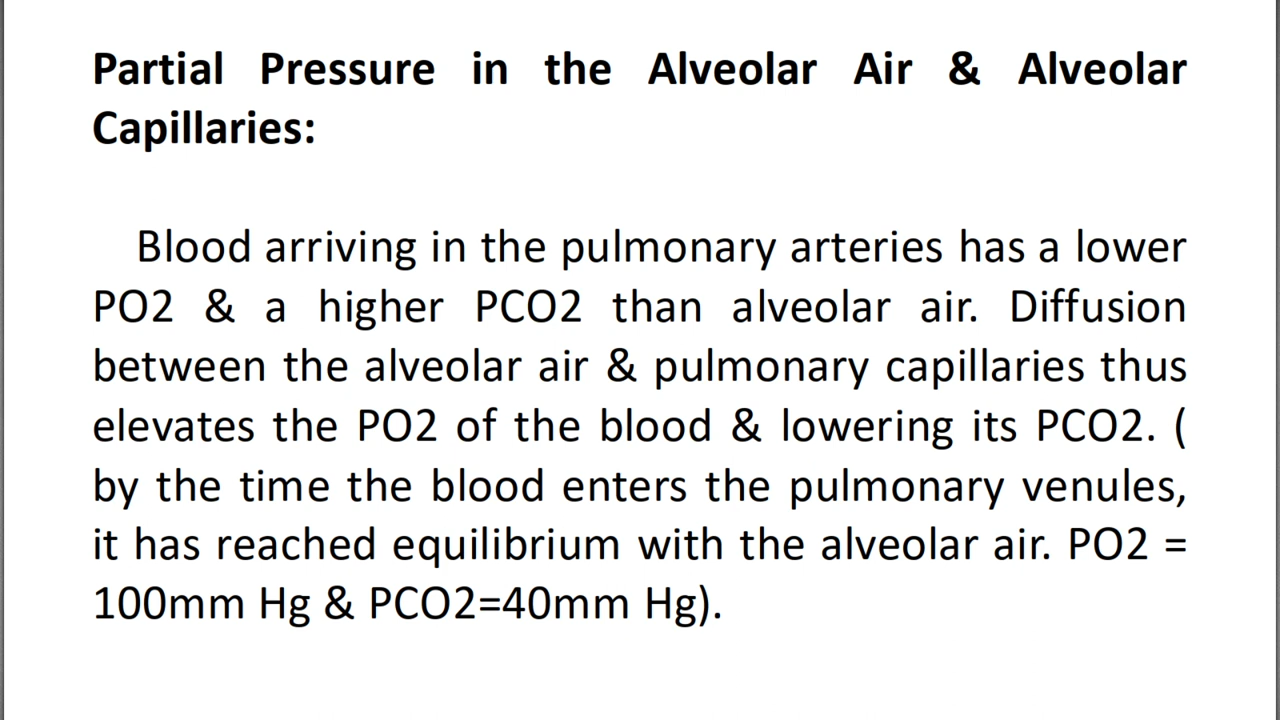 Partial Pressure in the Alveolar Air & Alveolar
Capillaries:
Blood arriving in the pulmonary arteries has a lower
PO2 & a higher PCO2 than alveolar air. Diffusion
between the alveolar air & pulmonary capillaries thus
elevates the PO2 of the blood & lowering its PCO2. (
by the time the blood enters the pulmonary venules,
it has reached equilibrium with the alveolar air. PO2 =
100mm Hg & PCO2=40mm Hg).